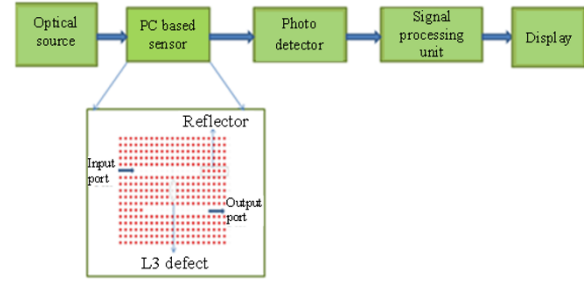 Optical
source
PC based
sensor
Photo
detector
Signal
processing
unit
Display
Reflector
Input
port
Output
port
L3 defect